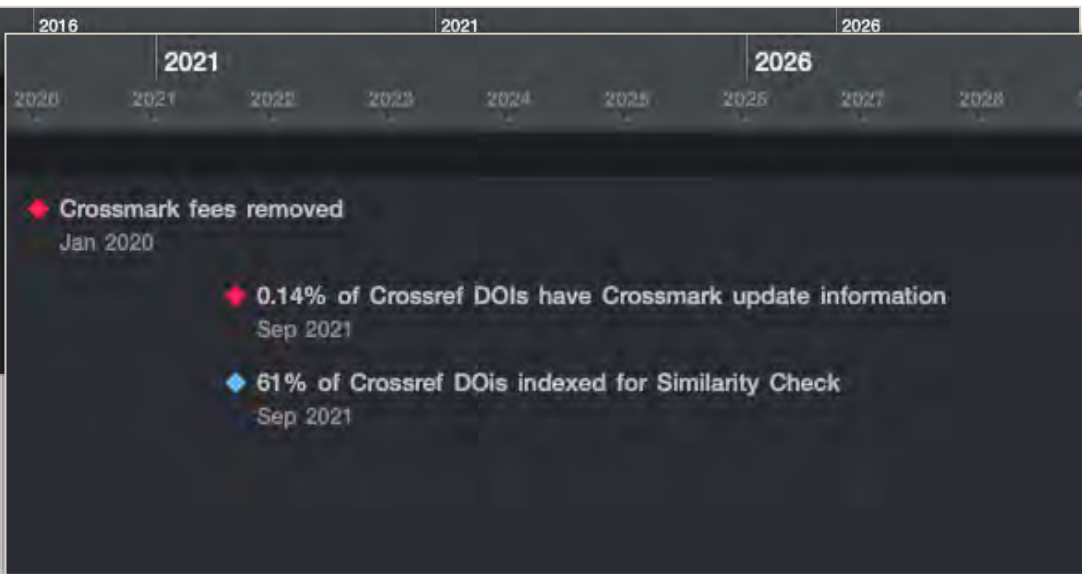 2016 2021 2026
2021 2026
2020 2021 2022 2023 2024 2025 2026 2027 2028
Crossmark fees removed
Jan 2020
0.14% of Crossref DOIs have Crossmark update information
Sep 2021
61% of Crossref DOis indexed for Similarity Check
Sep 2021